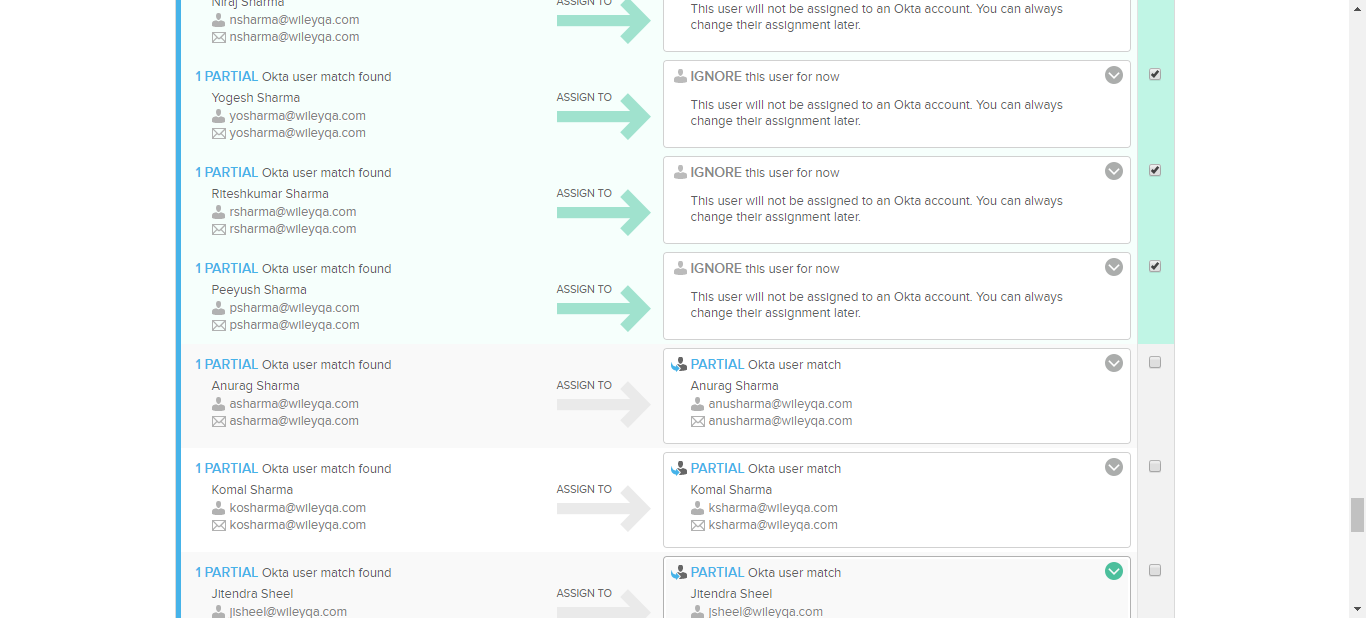 Niraj Sharma
nsharma@wileyqa.com
nsharma@wileyqa.com
ASSIGN TO
This user will not be assigned to an Okta account. You can always
change their assignment later.
1 PARTIAL Okta user match found
Yogesh Sharma
yosharma@wileyqa.com
yosharma@wileyqa.com
ASSIGN TO
IGNORE this user for now
This user will not be assigned to an Okta account. You can always
change their assignment later.
1 PARTIAL Okta user match found
Riteshkumar Sharma
rsharma@wileyqa.com
rsharma@wileyqa.com
ASSIGN TO
IGNORE this user for now
This user will not be assigned to an Okta account. You can always
change their assignment later.
1 PARTIAL Okta user match found
Peeyush Sharma
psharma@wileyqa.com
psharma@wileyqa.com
ASSIGN TO
IGNORE this user for now
This user will not be assigned to an Okta account. You can always
change their assignment later.
1 PARTIAL Okta user match found
Anurag Sharma
asharma@wileyqa.com
asharma@wileyqa.com
ASSIGN TO
PARTIAL Okta user match
Anurag Sharma
anusharma@wileyqa.com
anusharma@wileyqa.com
1 PARTIAL Okta user match found
Komal Sharma
kosharma@wileyqa.com
kosharma@wileyqa.com
ASSIGN TO
PARTIAL Okta user match
Komal Sharma
ksharma@wileyqa.com
ksharma@wileyqa.com
1 PARTIAL Okta user match found
Jitendra Sheel
jisheel@wileyqa.com
ASSIGN TO
PARTIAL Okta user match
Jitendra Sheel
jsheel@wileyqa.com